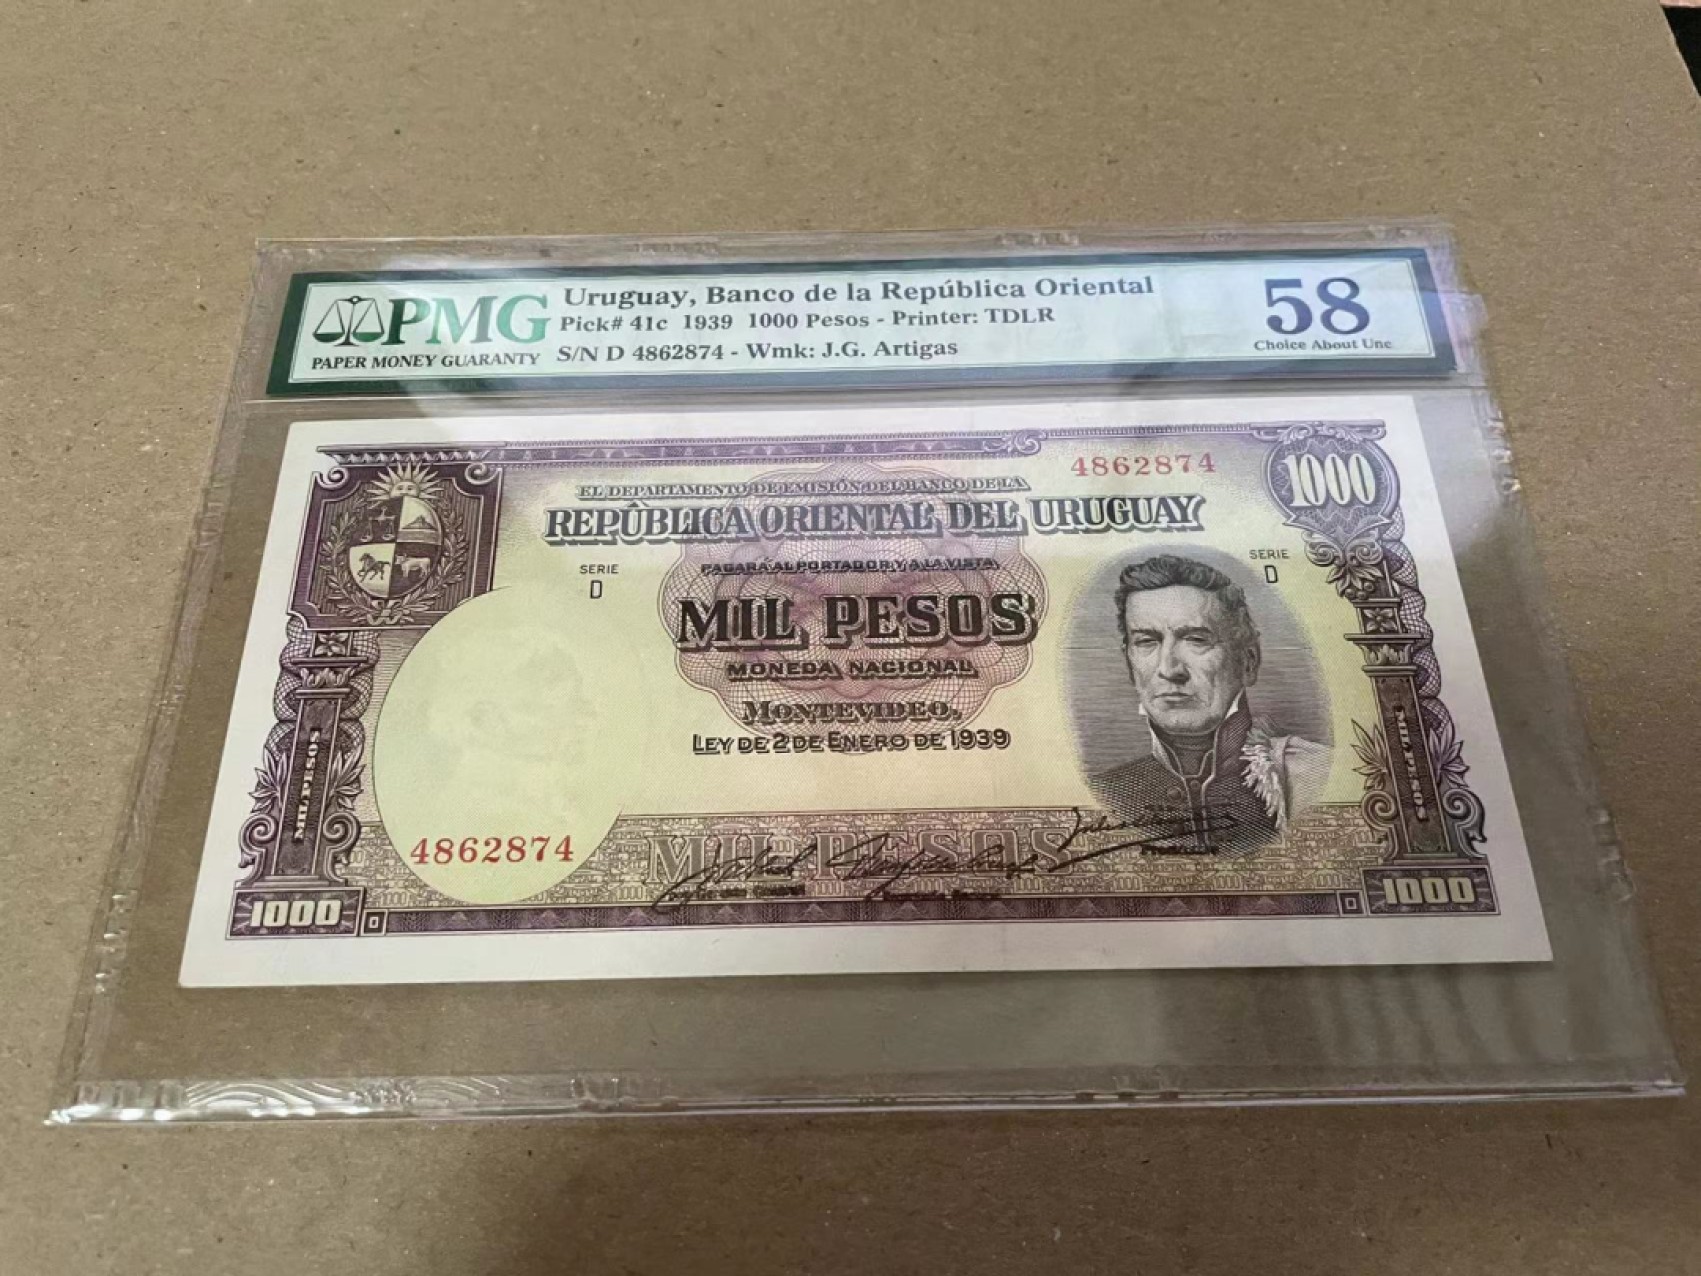 PMG
PAPER MONEY GUARANTY
Uruguay, Banco de la República Oriental
Pick# 41c 1939 1000 Pesos - Printer: TDLR
S/N D 4862874 - Wmk: J.G. Artigas
58
Choice About Unc
4862874
1000
EL DEPARTAMENTO DE EMISIÓN DEL BANCO DE LA
REPÚBLICA ORIENTAL DEL URUGUAY
SERIE
D
PAGARÁ AL PORTADOR Y A LA VISTA
SERIE
D
MIL PESOS
MONEDA NACIONAL
MONTEVIDEO,
LEY DE 2 DE ENERO DE 1939
MIL PESOS
MIL PESOS
4862874
MIL PESOS
1000
1000